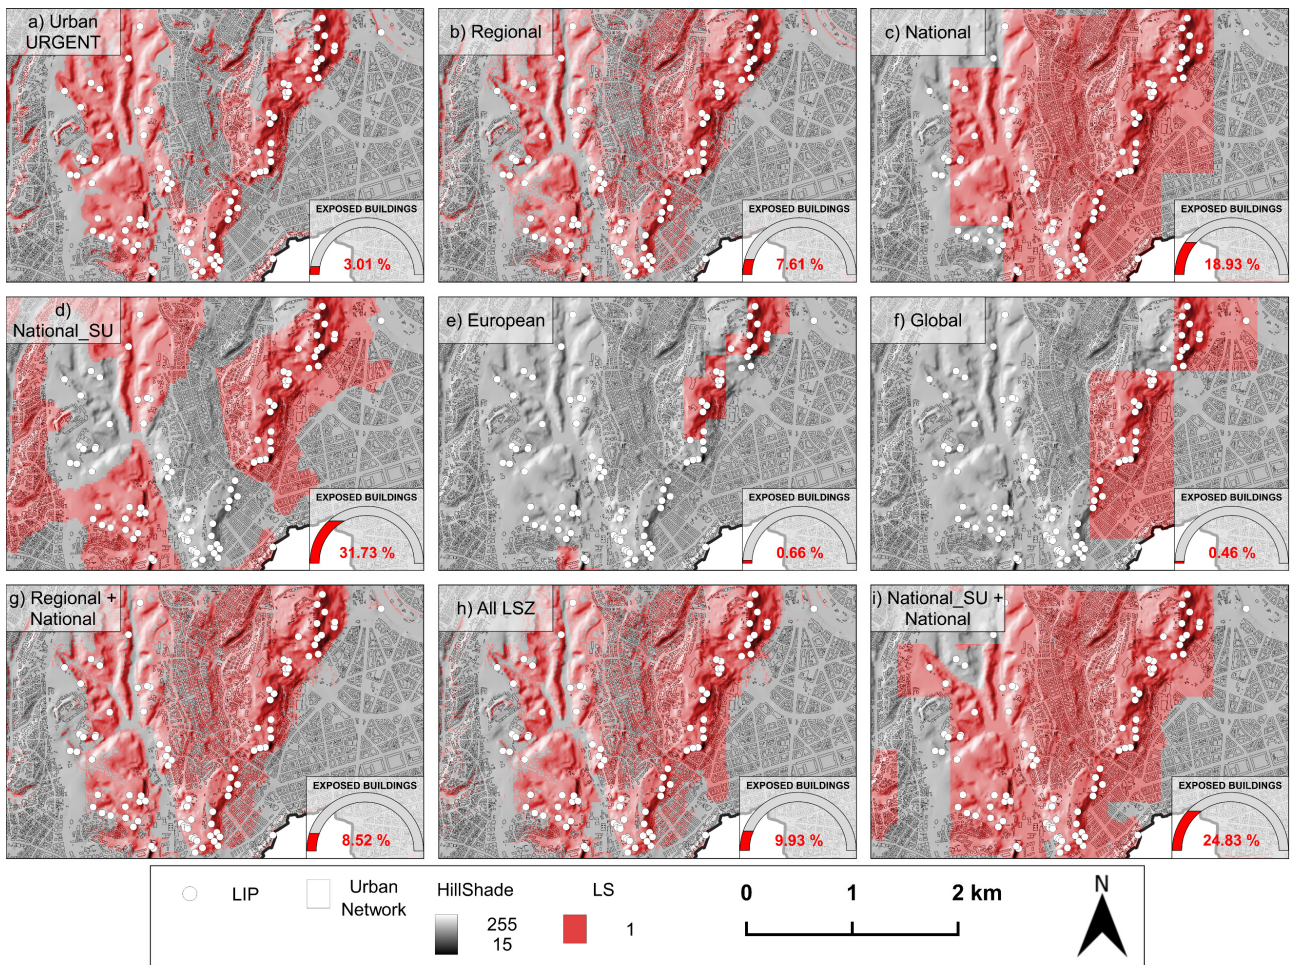 a) Urban
URGENT
EXPOSED BUILDINGS
3.01 %
b) Regional
EXPOSED BUILDINGS
7.61 %
c) National
EXPOSED BUILDINGS
18.93 %
d)
National_SU
EXPOSED BUILDINGS
31.73 %
e) European
EXPOSED BUILDINGS
0.66 %
f) Global
EXPOSED BUILDINGS
0.46 %
g) Regional +
National
EXPOSED BUILDINGS
8.52 %
h) All LSZ
EXPOSED BUILDINGS
9.93 %
i) National_SU +
National
EXPOSED BUILDINGS
24.83 %
LIP
Urban
Network
HillShade
255
15
LS
1
0 1 2 km
N